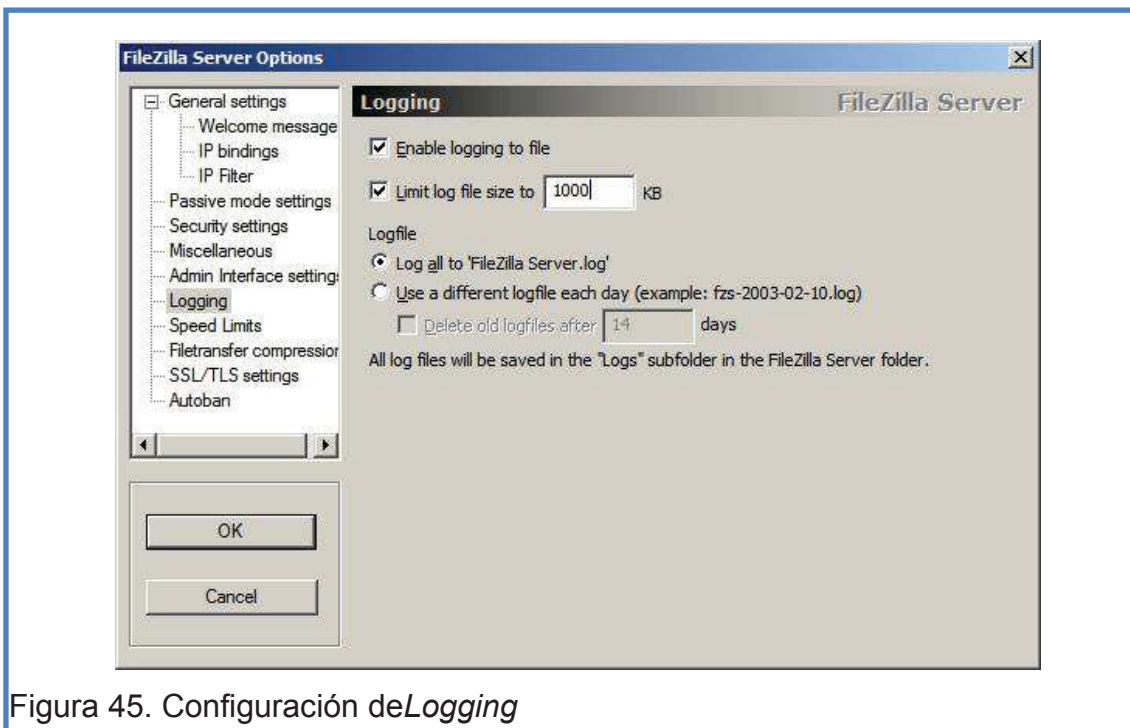 FileZilla Server Options
General settings
Welcome message
IP bindings
IP Filter
Passive mode settings
Security settings
Miscellaneous
Admin Interface setting
Logging
Speed Limits
Filetransfer compression
SSL/TLS settings
Autoban
OK
Cancel
Logging FileZilla Server
Enable logging to file
Limit log file size to 1000 KB
Logfile
Log all to 'FileZilla Server.log'
Use a different logfile each day (example: fzs-2003-02-10.log)
Delete old logfiles after 14 days
All log files will be saved in the "Logs" subfolder in the FileZilla Server folder.
Figura 45. Configuración deLogging